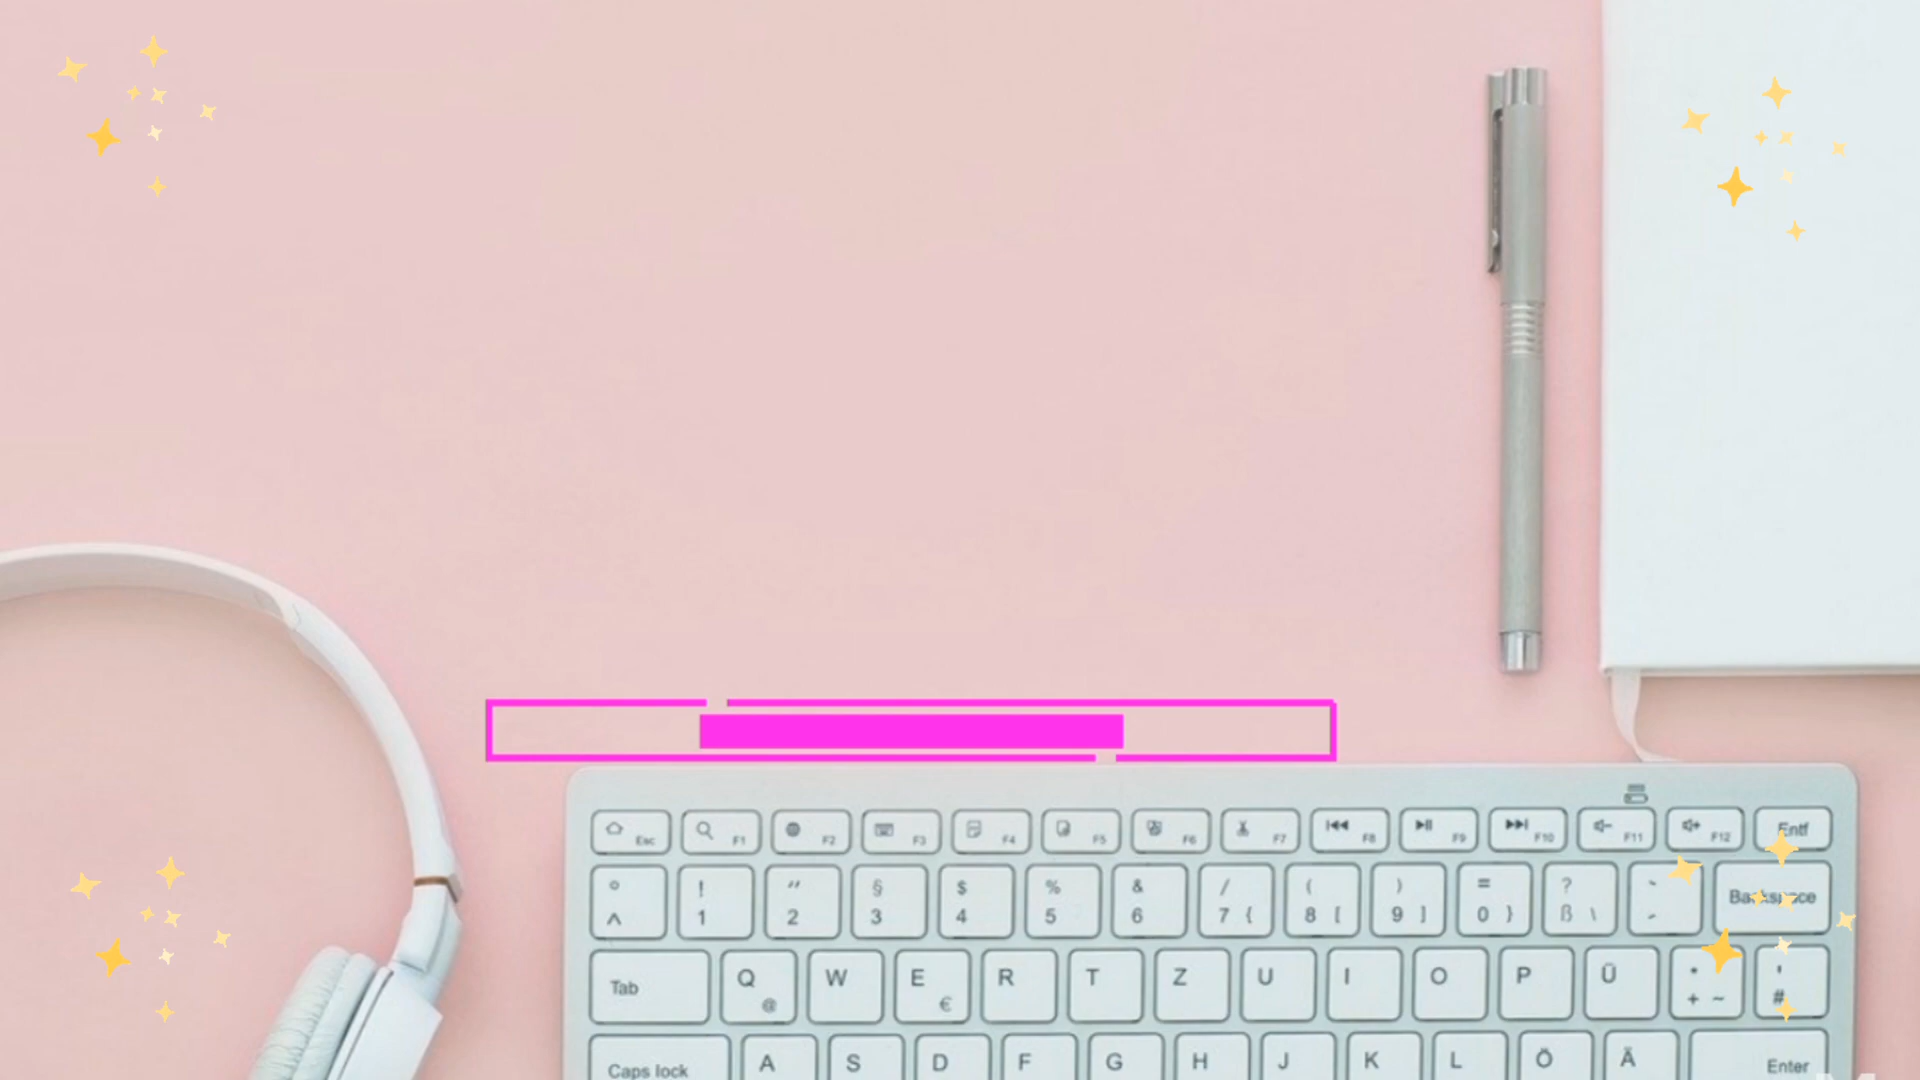 Esc F1 F2 F3 F4 F5 F6 F7 F8 F9 F10 F11 F12 Entf
° ! " § $ % & / ( ) = ? `
^ 1 2 3 4 5 6 7 { 8 [ 9 ] 0 } ß \ ´ Backspace
Tab Q W E R T Z U I O P Ü * '
@ € + ~ #
Caps lock A S D F G H J K L Ö Ä Enter